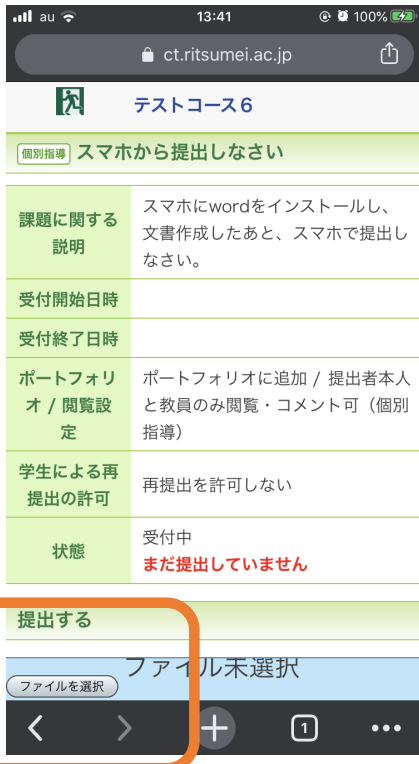 au 13:41 100%
ct.ritsumei.ac.jp
テストコース6
個別指導 スマホから提出しなさい
課題に関する
説明
スマホにwordをインストールし、
文書作成したあと、スマホで提出し
なさい。
受付開始日時
受付終了日時
ポートフォリ
オ / 閲覧設
定
ポートフォリオに追加 / 提出者本人
と教員のみ閲覧・コメント可（個別
指導）
学生による再
提出の許可
再提出を許可しない
状態
受付中
まだ提出していません
提出する
ファイルを選択 ファイル未選択
1